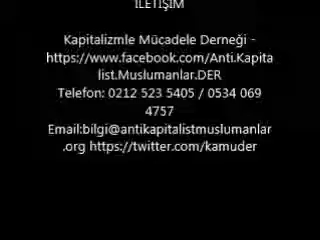 İLETİŞİM
Kapitalizmle Mücadele Derneği -
https://www.facebook.com/Anti.Kapita
list.Muslumanlar.DER
Telefon: 0212 523 5405 / 0534 069
4757
Email:bilgi@antikapitalistmuslumanlar
.org https://twitter.com/kamuder